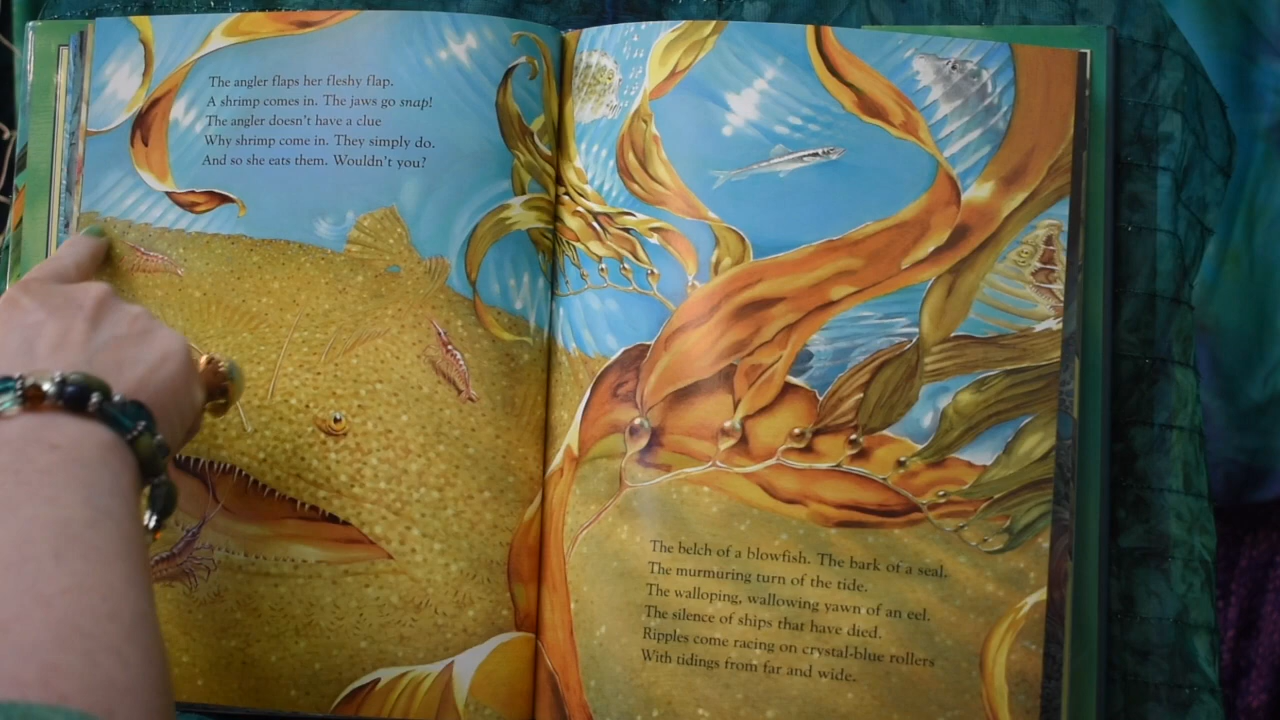 The angler flaps her fleshy flap.
A shrimp comes in. The jaws go snap!
The angler doesn't have a clue
Why shrimp come in. They simply do.
And so she eats them. Wouldn't you?
The belch of a blowfish. The bark of a seal.
The murmuring turn of the tide.
The walloping, wallowing yawn of an eel.
The silence of ships that have died.
Ripples come racing on crystal-blue rollers
With tidings from far and wide.